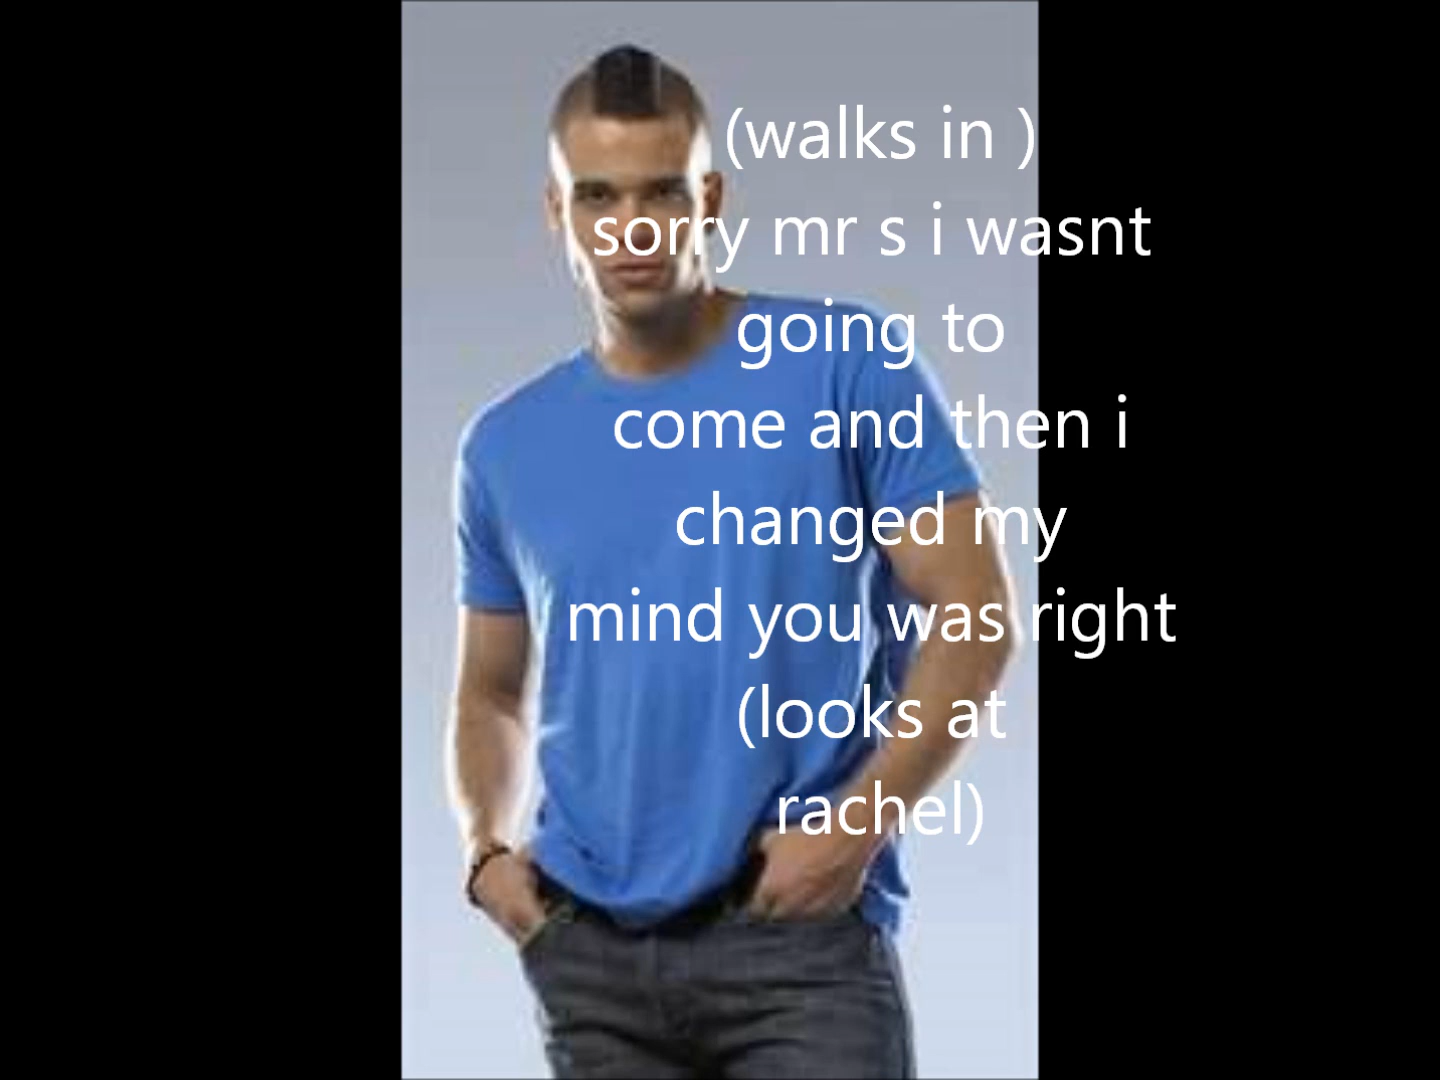 (walks in )
sorry mr s i wasnt
going to
come and then i
changed my
mind you was right
(looks at
rachel)